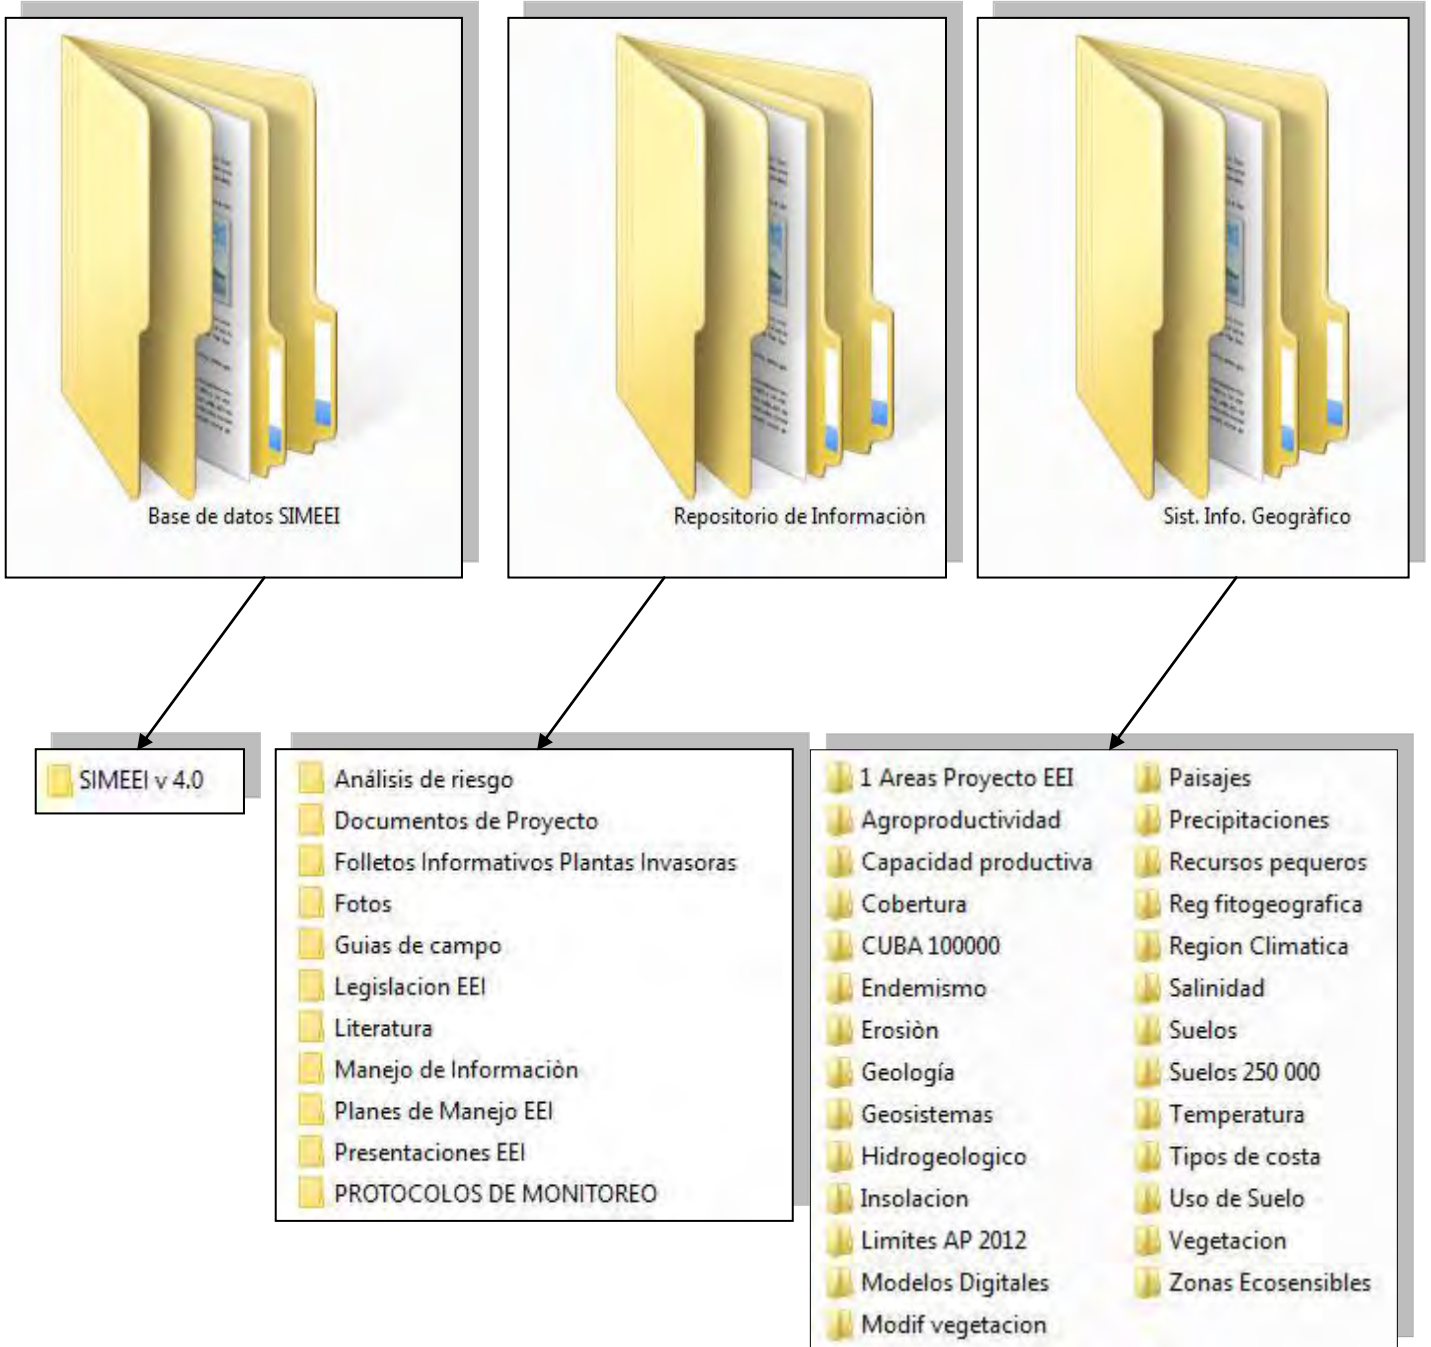 Base de datos SIMEEI
Repositorio de Informaciòn
Sist. Info. Geogràfico
SIMEEI v 4.0
Análisis de riesgo
Documentos de Proyecto
Folletos Informativos Plantas Invasoras
Fotos
Guias de campo
Legislacion EEI
Literatura
Manejo de Informaciòn
Planes de Manejo EEI
Presentaciones EEI
PROTOCOLOS DE MONITOREO
1 Areas Proyecto EEI
Agroproductividad
Capacidad productiva
Cobertura
CUBA 100000
Endemismo
Erosiòn
Geología
Geosistemas
Hidrogeologico
Insolacion
Limites AP 2012
Modelos Digitales
Modif vegetacion
Paisajes
Precipitaciones
Recursos pequeros
Reg fitogeografica
Region Climatica
Salinidad
Suelos
Suelos 250 000
Temperatura
Tipos de costa
Uso de Suelo
Vegetacion
Zonas Ecosensibles